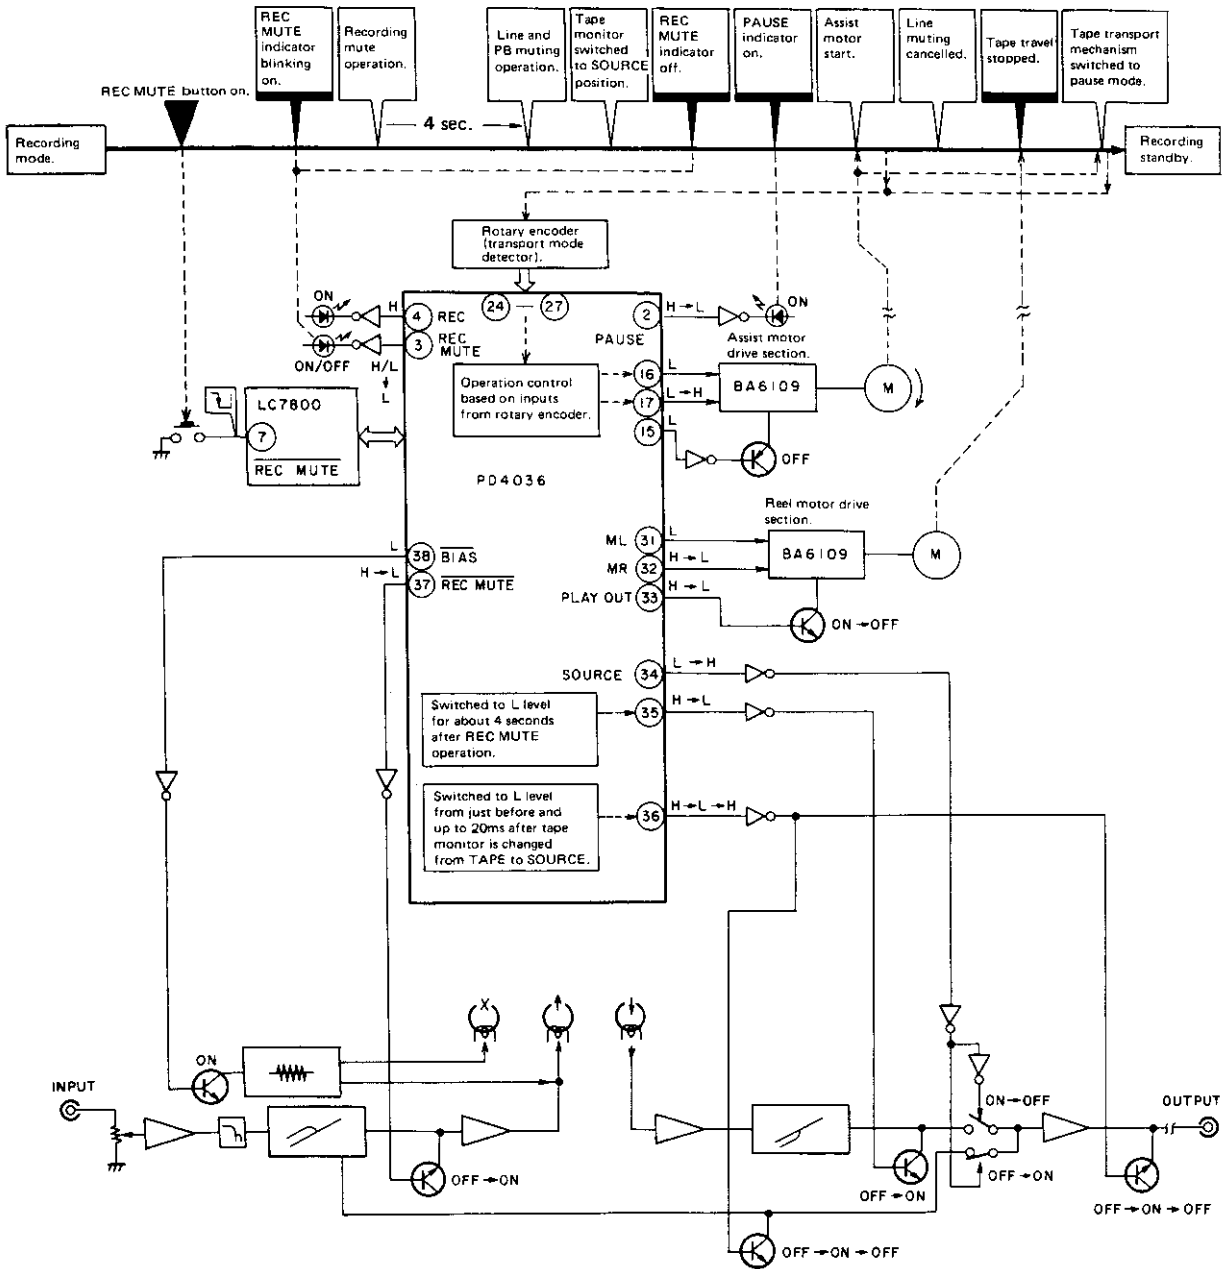 REC
MUTE
indicator
blinking
on.
Recording
mute
operation.
Line and
PB muting
operation.
Tape
monitor
switched
to SOURCE
position.
REC
MUTE
indicator
off.
PAUSE
indicator
on.
Assist
motor
start.
Line
muting
cancelled.
Tape travel
stopped.
Tape transport
mechanism
switched to
pause mode.
REC MUTE button on.
4 sec.
Recording
mode.
Recording
standby.
Rotary encoder
(transport mode
detector).
ON
H
4
REC
24
27
2
H→L
ON
PAUSE
3
REC
MUTE
ON/OFF
H/L
↓
L
Assist motor
drive section.
Operation control
based on inputs
from rotary encoder.
16
L
17
L→H
15
L
BA6109
M
OFF
LC7800
7
REC MUTE
PD4036
Reel motor drive
section.
ML
31
L
MR
32
H→L
PLAY OUT
33
H→L
BA6109
M
ON→OFF
L
38
BIAS
H→L
37
REC MUTE
SOURCE
34
L→H
Switched to L level
for about 4 seconds
after REC MUTE
operation.
35
H→L
Switched to L level
from just before and
up to 20ms after tape
monitor is changed
from TAPE to SOURCE.
36
H→L→H
X
ON
INPUT
ON→OFF
OUTPUT
OFF→ON
OFF→ON
OFF→ON
OFF→ON→OFF
OFF→ON→OFF